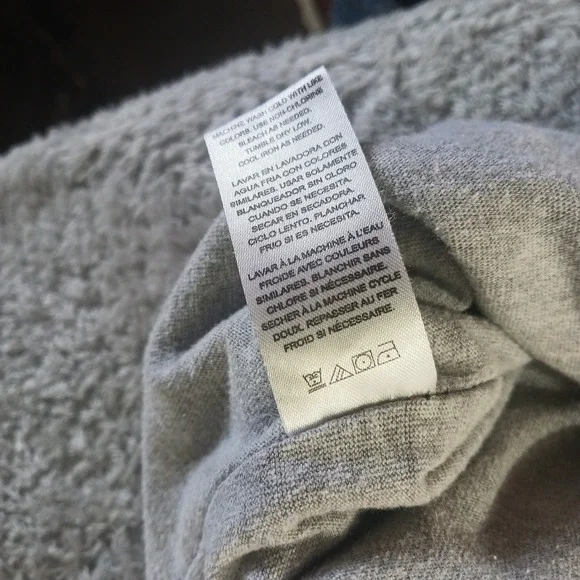 MACHINE WASH COLD WITH LIKE
COLORS. USE NON-CHLORINE
BLEACH AS NEEDED.
TUMBLE DRY LOW.
COOL IRON AS NEEDED.
LAVAR EN LAVADORA CON
AGUA FRIA CON COLORES
SIMILARES. USAR SOLAMENTE
BLANQUEADOR SIN CLORO
CUANDO SE NECESITA.
SECAR EN SECADORA.
CICLO LENTO. PLANCHAR
FRIO SI ES NECESITA.
LAVAR À LA MACHINE À L'EAU
FROIDE AVEC COULEURS
SIMILARES. BLANCHIR SANS
CHLORE SI NÉCESSAIRE.
SÉCHER À LA MACHINE CYCLE
DOUX. REPASSER AU FER
FROID SI NÉCESSAIRE.